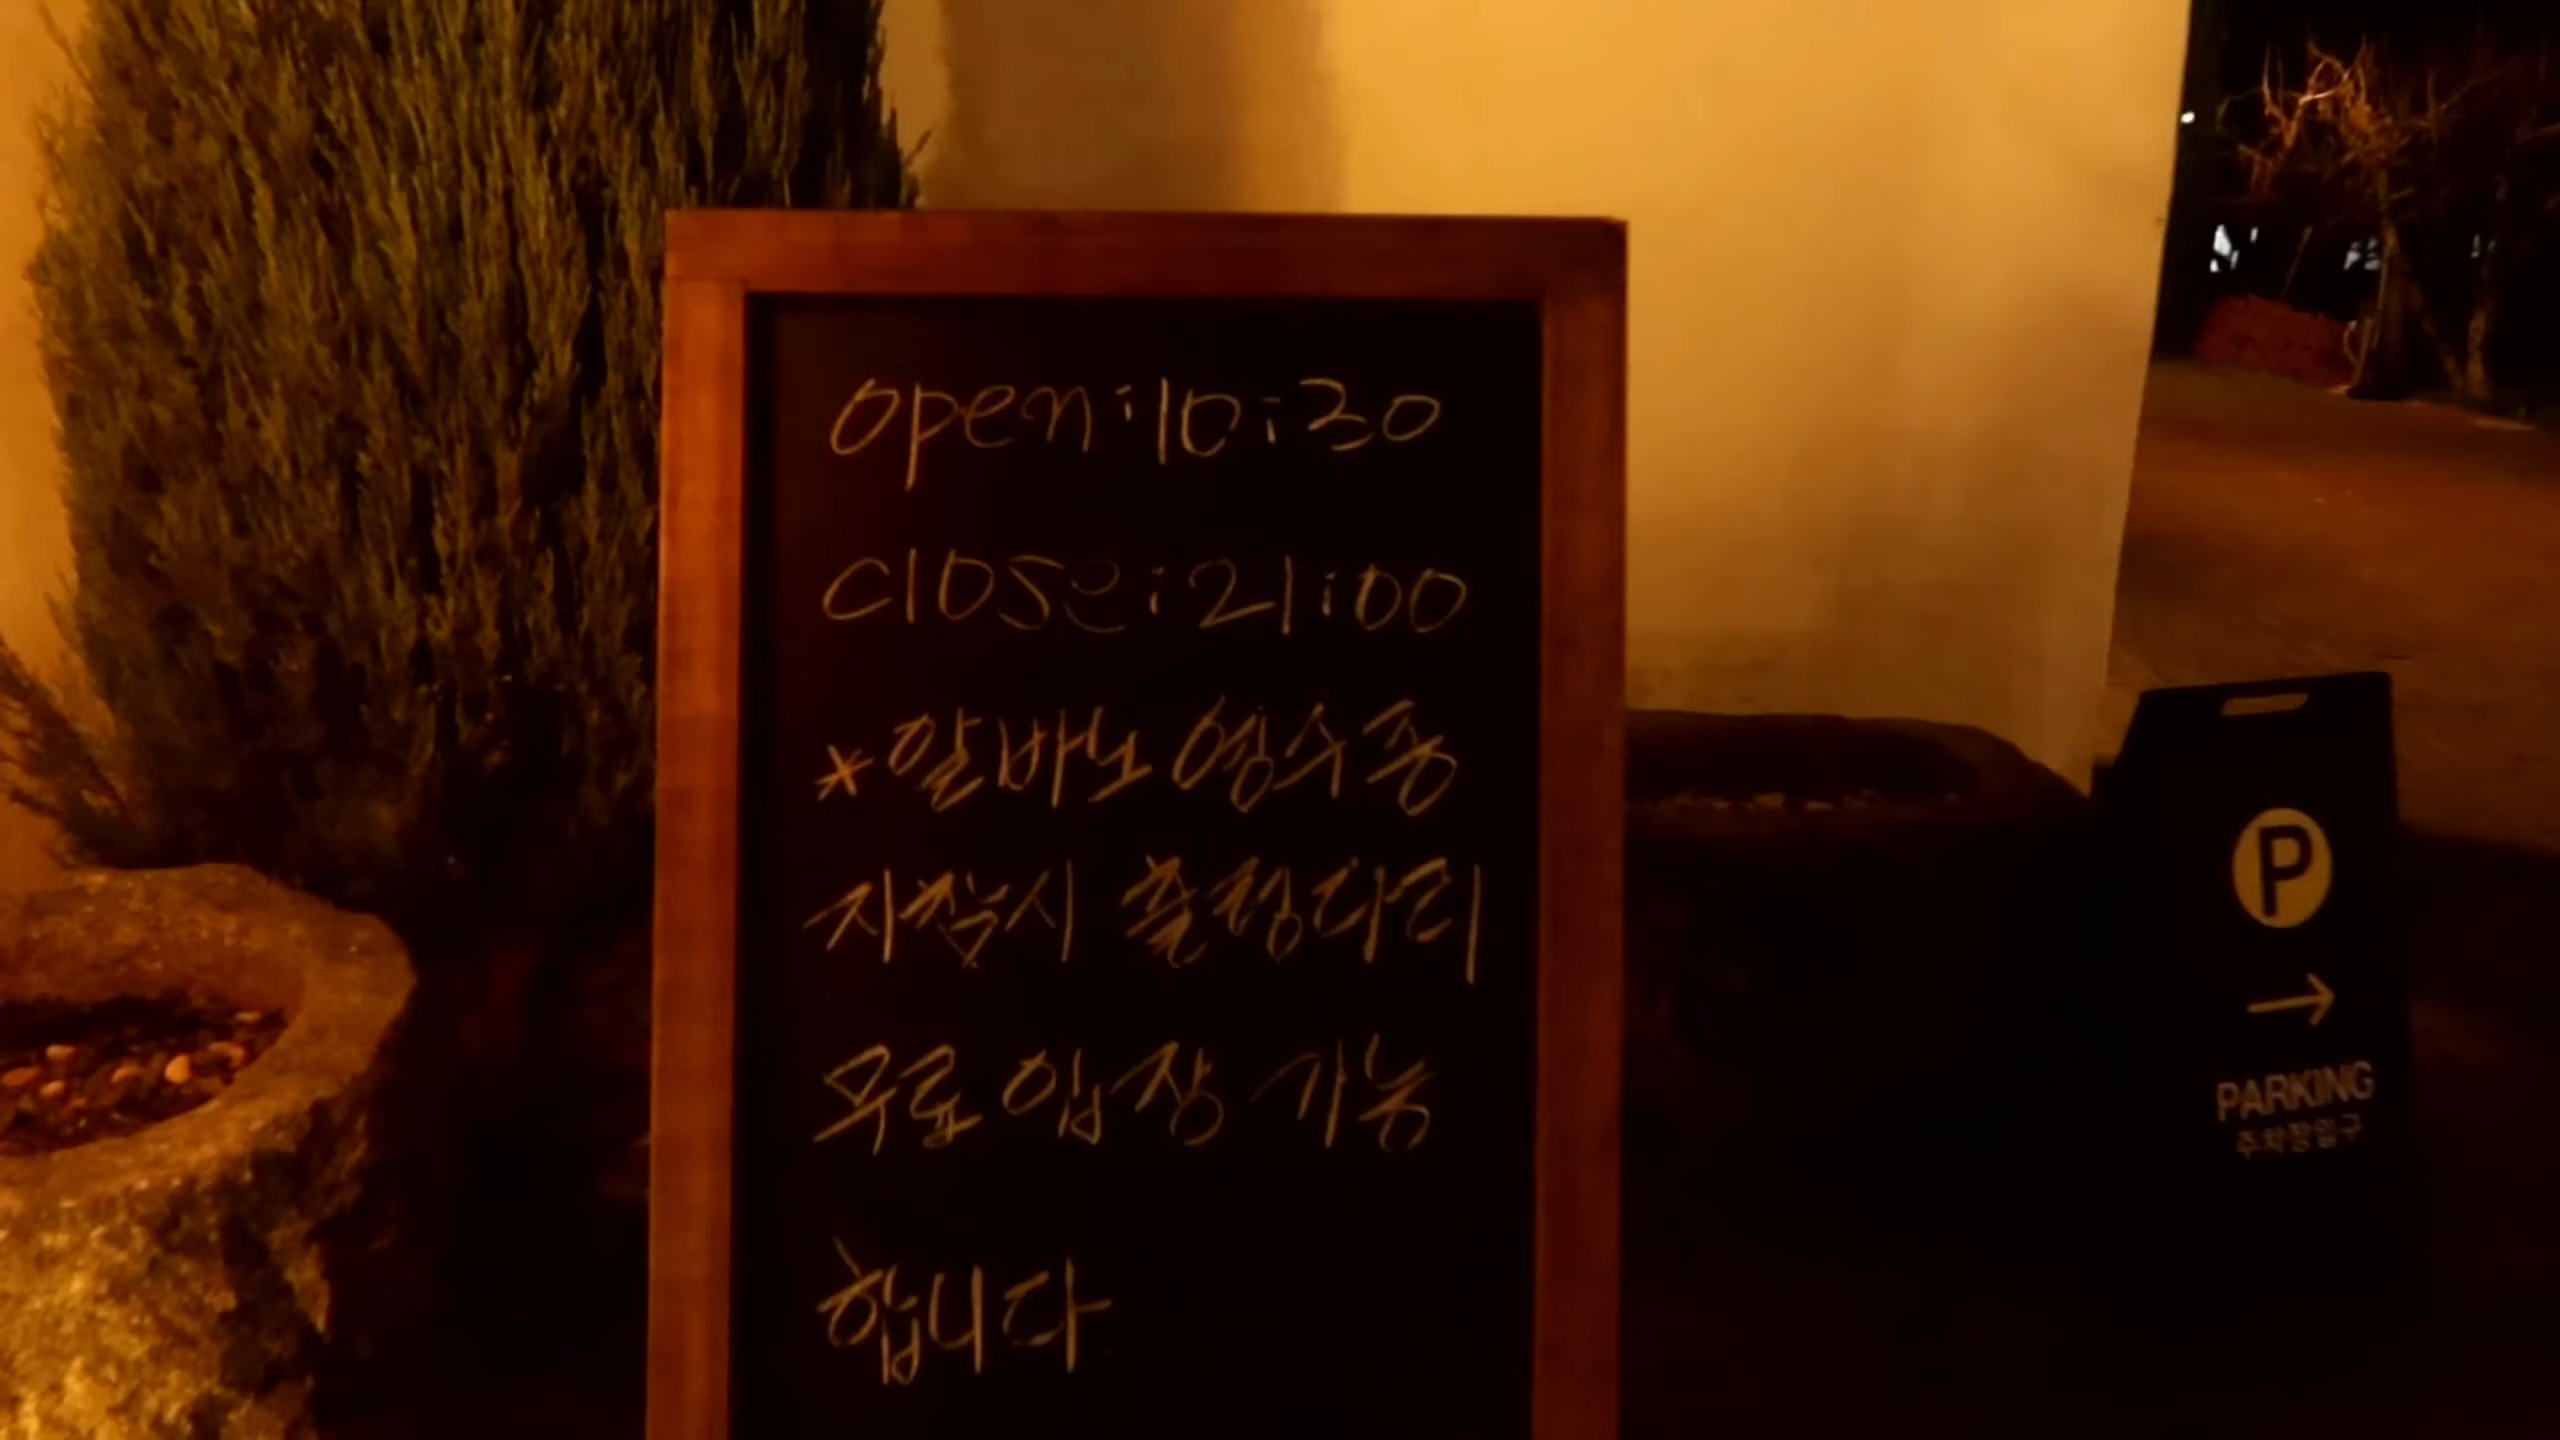 open:10:30
close:21:00
*알바노 영수증
지참시 출렁다리
무료 입장 가능
합니다
P
→
PARKING
주차장입구